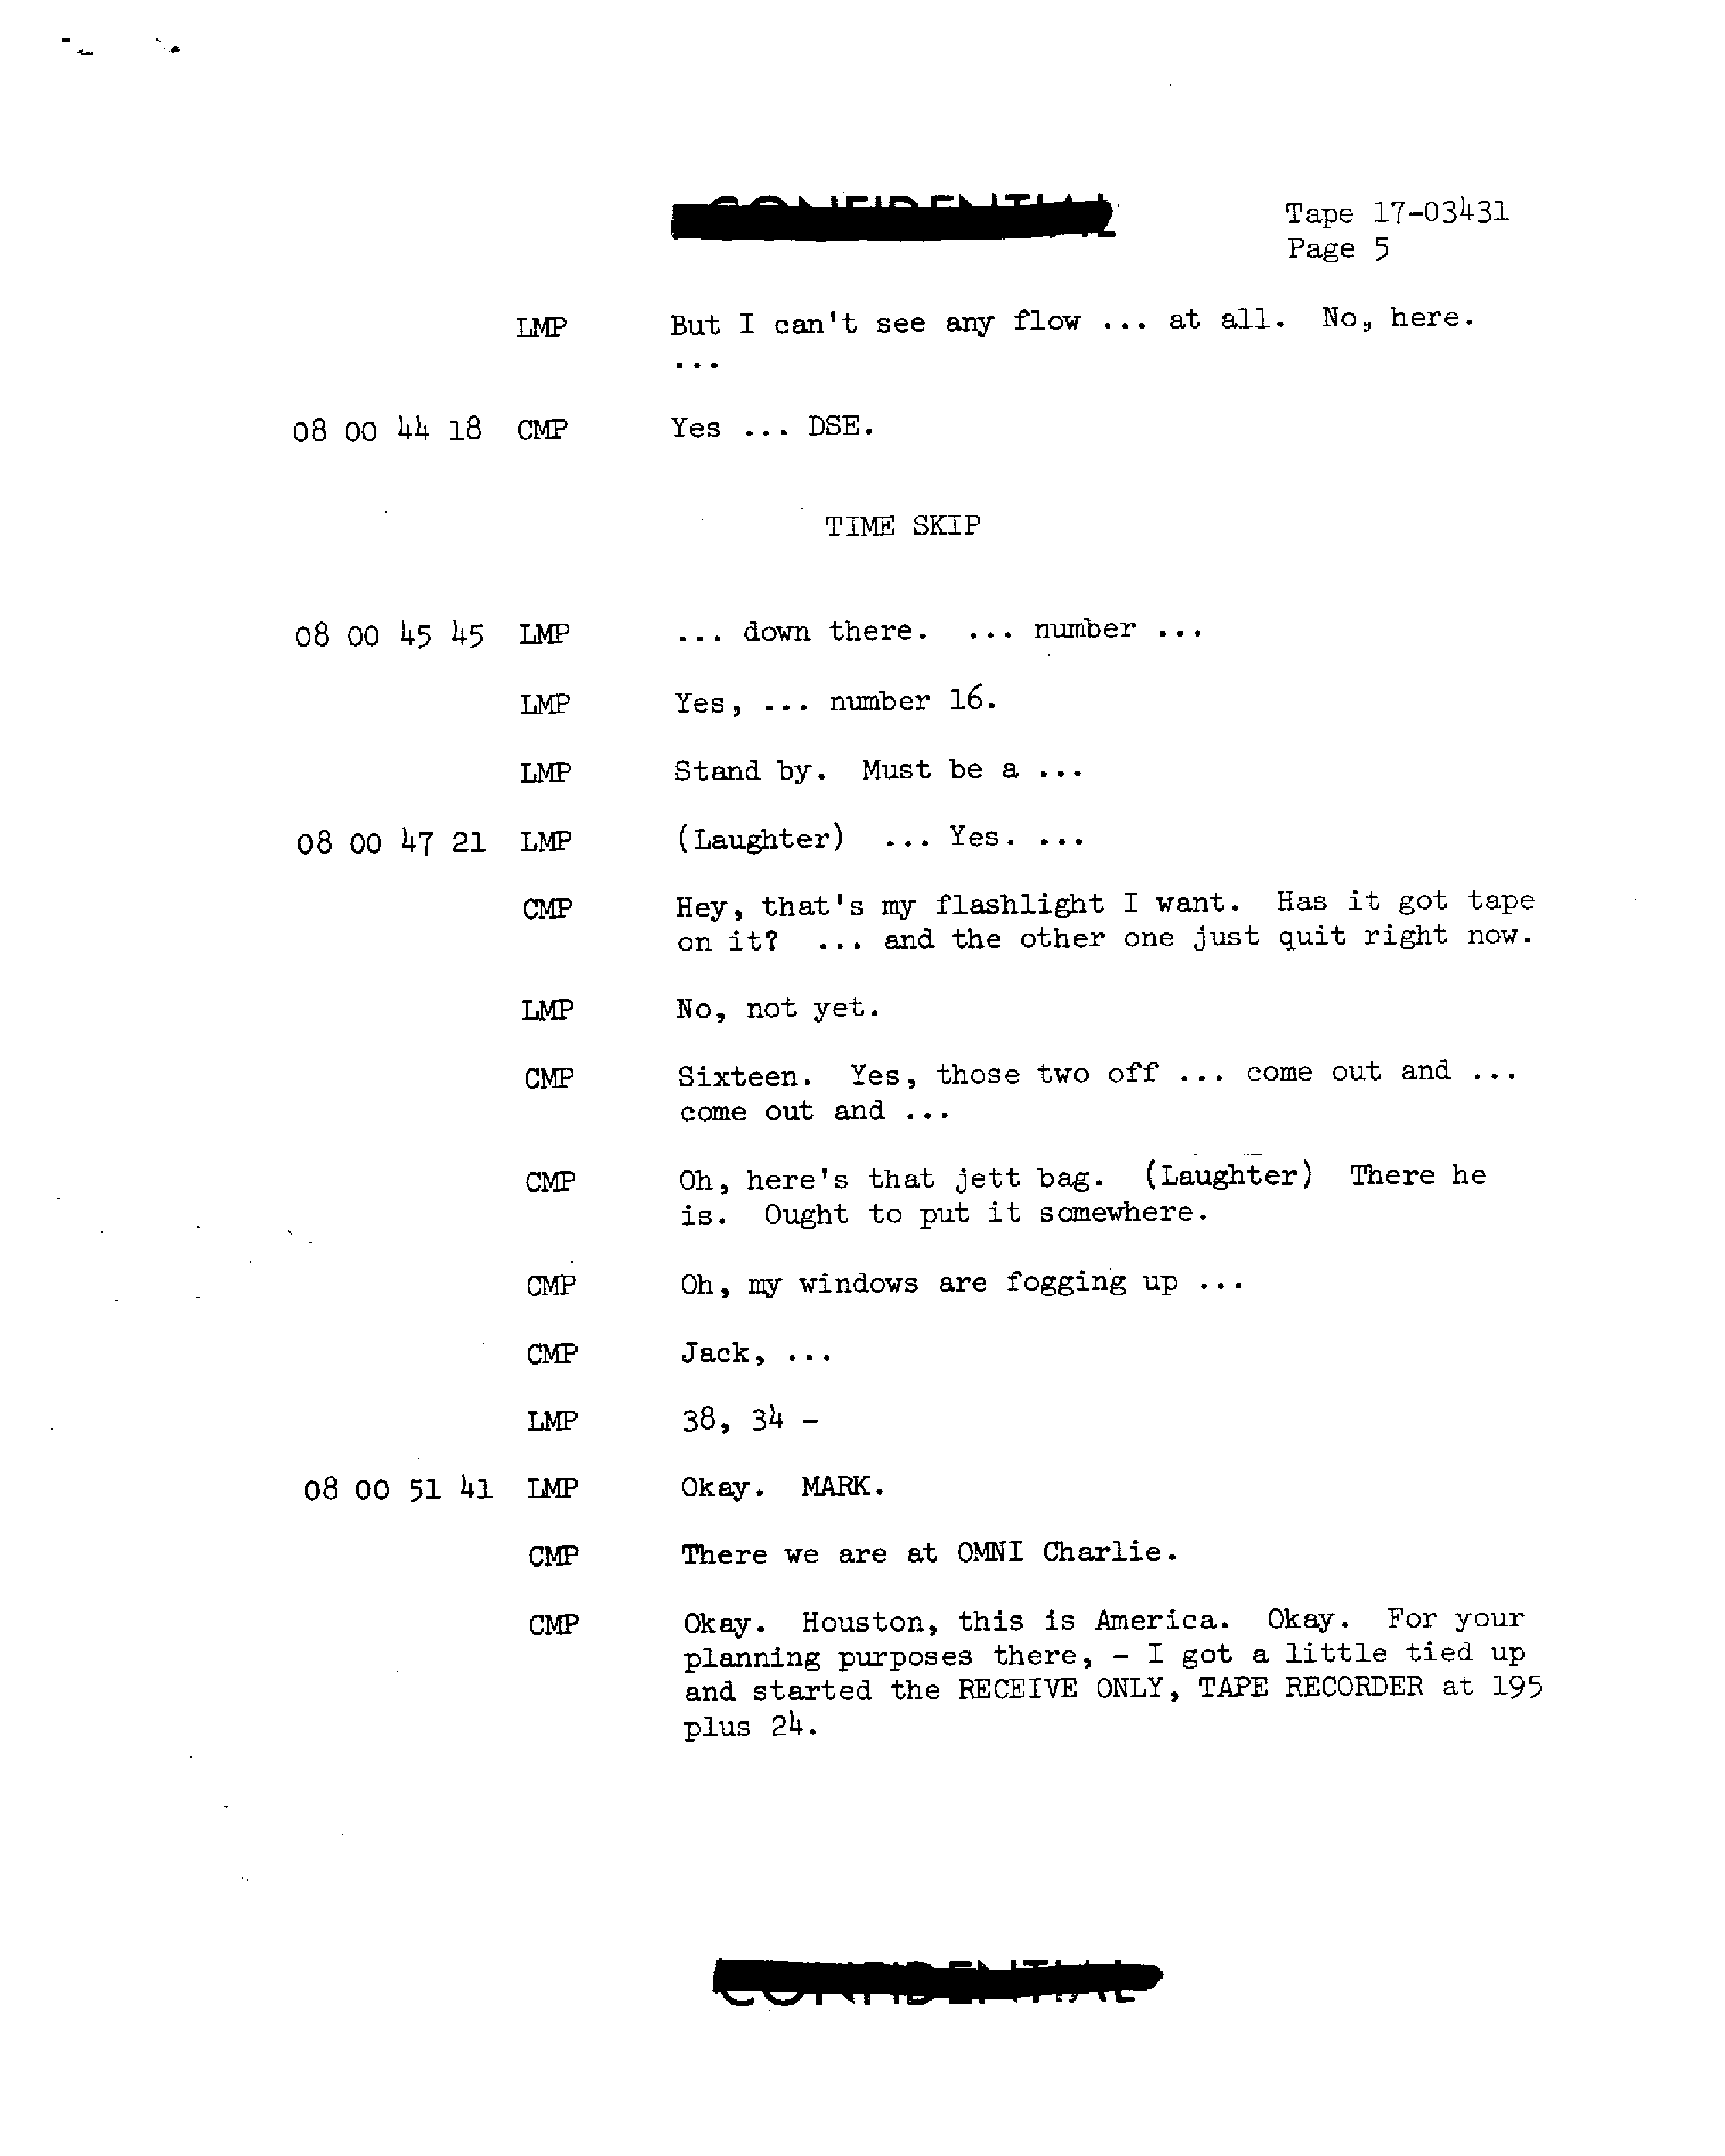 CONFIDENTIAL
Tape 17-03431
Page 5
LMP But I can't see any flow ... at all. No, here.
...
08 00 44 18 CMP Yes ... DSE.
TIME SKIP
08 00 45 45 LMP ... down there. ... number ...
LMP Yes, ... number 16.
LMP Stand by. Must be a ...
08 00 47 21 LMP (Laughter) ... Yes. ...
CMP Hey, that's my flashlight I want. Has it got tape
on it? ... and the other one just quit right now.
LMP No, not yet.
CMP Sixteen. Yes, those two off ... come out and ...
come out and ...
CMP Oh, here's that jett bag. (Laughter) There he
is. Ought to put it somewhere.
CMP Oh, my windows are fogging up ...
CMP Jack, ...
LMP 38, 34 -
08 00 51 41 LMP Okay. MARK.
CMP There we are at OMNI Charlie.
CMP Okay. Houston, this is America. Okay. For your
planning purposes there, - I got a little tied up
and started the RECEIVE ONLY, TAPE RECORDER at 195
plus 24.
CONFIDENTIAL